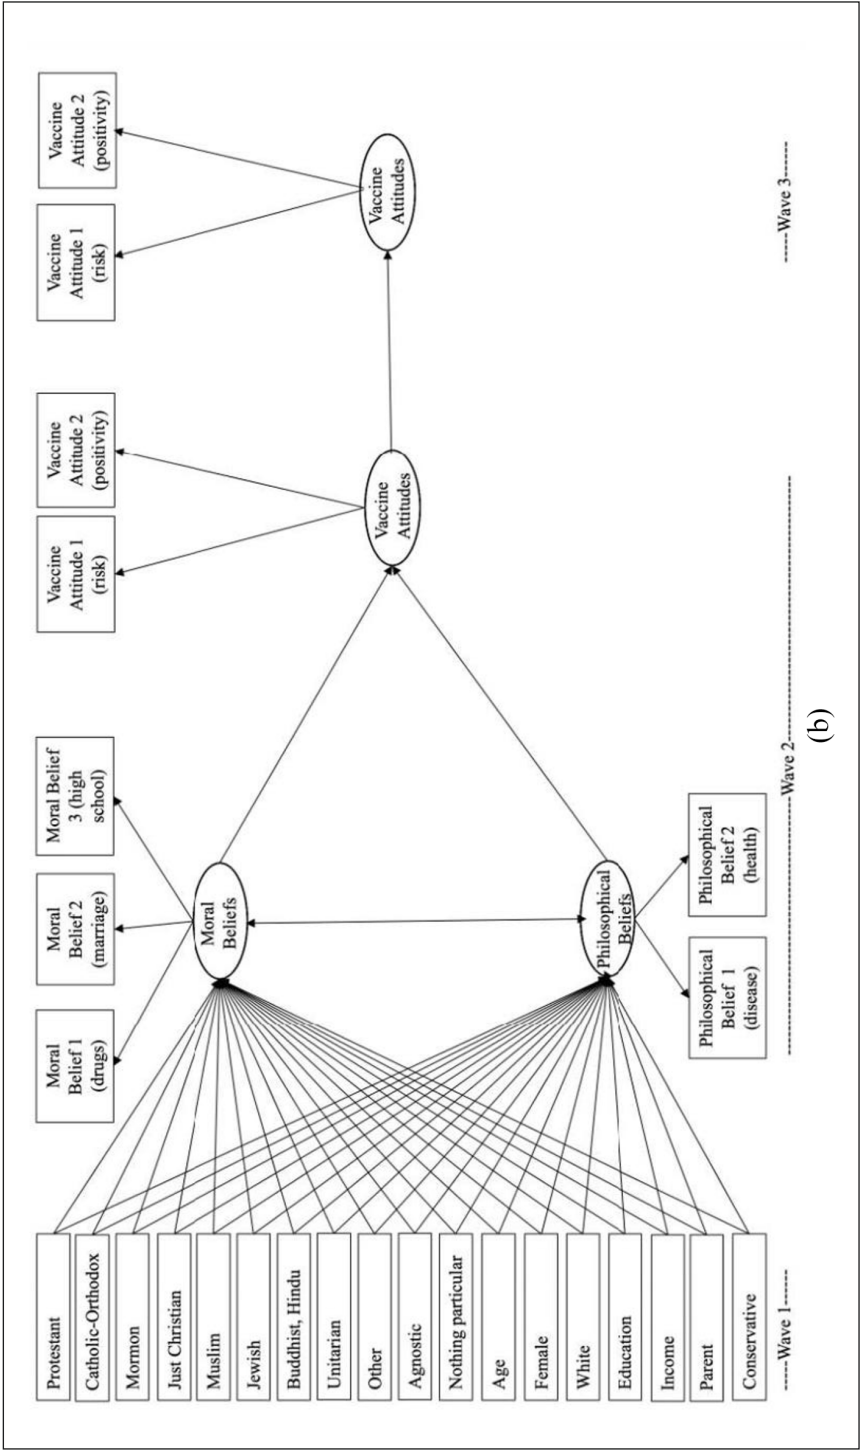 Protestant
Catholic-Orthodox
Mormon
Just Christian
Muslim
Jewish
Buddhist, Hindu
Unitarian
Other
Agnostic
Nothing particular
Age
Female
White
Education
Income
Parent
Conservative
-----Wave 1------
Moral
Belief 1
(drugs)
Moral
Belief 2
(marriage)
Moral Belief
3 (high
school)
Moral
Beliefs
Philosophical
Beliefs
Philosophical
Belief 1
(disease)
Philosophical
Belief 2
(health)
Vaccine
Attitude 1
(risk)
Vaccine
Attitude 2
(positivity)
Vaccine
Attitudes
------Wave 2------
Vaccine
Attitude 1
(risk)
Vaccine
Attitude 2
(positivity)
Vaccine
Attitudes
-----Wave 3------
(b)